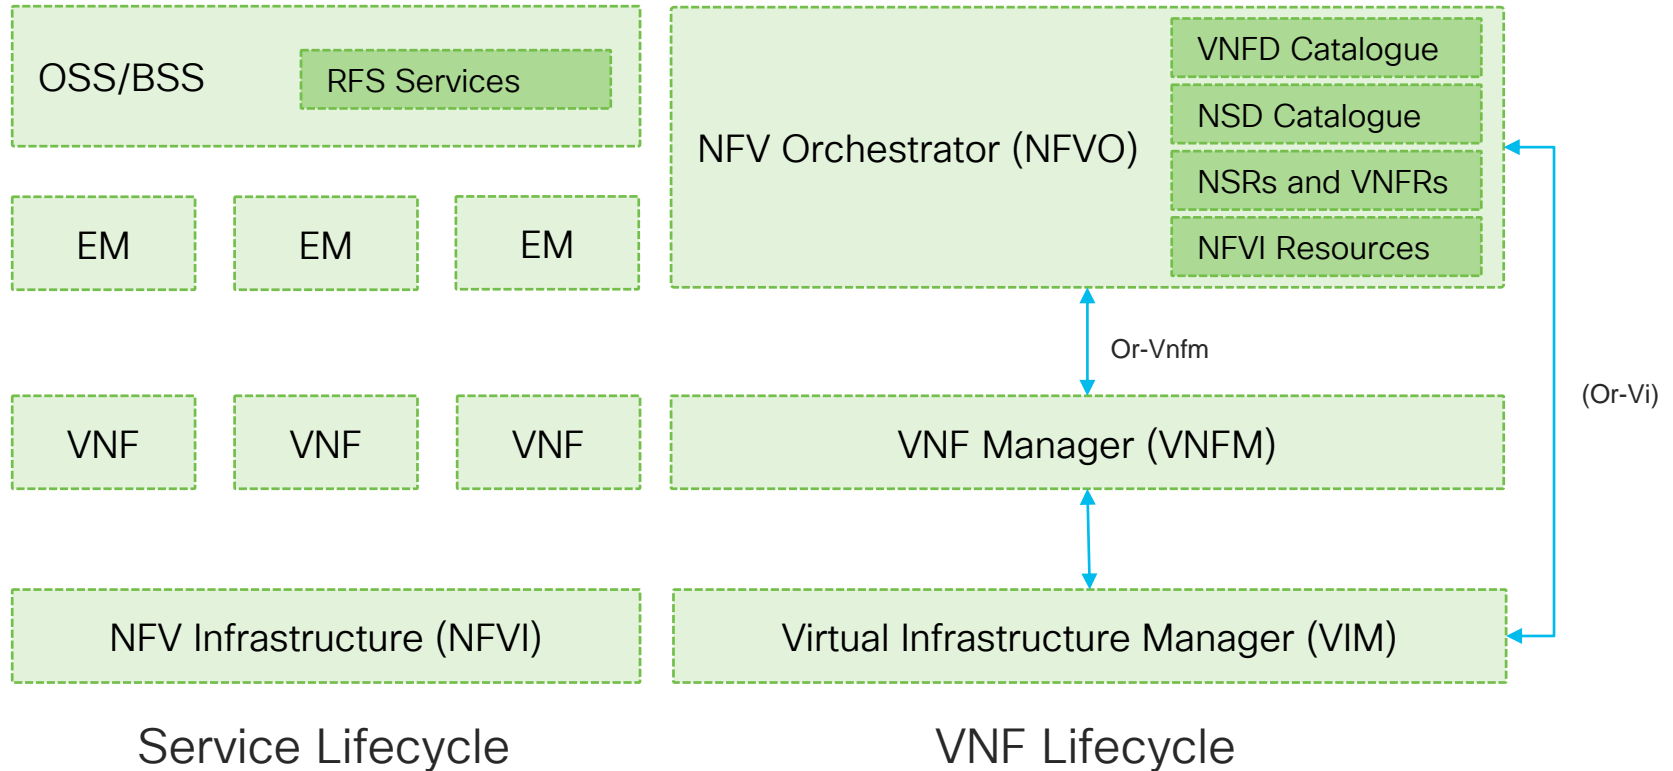 OSS/BSS
RFS Services
EM
EM
EM
VNF
VNF
VNF
NFV Infrastructure (NFVI)
Service Lifecycle
NFV Orchestrator (NFVO)
VNFD Catalogue
NSD Catalogue
NSRs and VNFRs
NFVI Resources
Or-Vnfm
(Or-Vi)
VNF Manager (VNFM)
Virtual Infrastructure Manager (VIM)
VNF Lifecycle